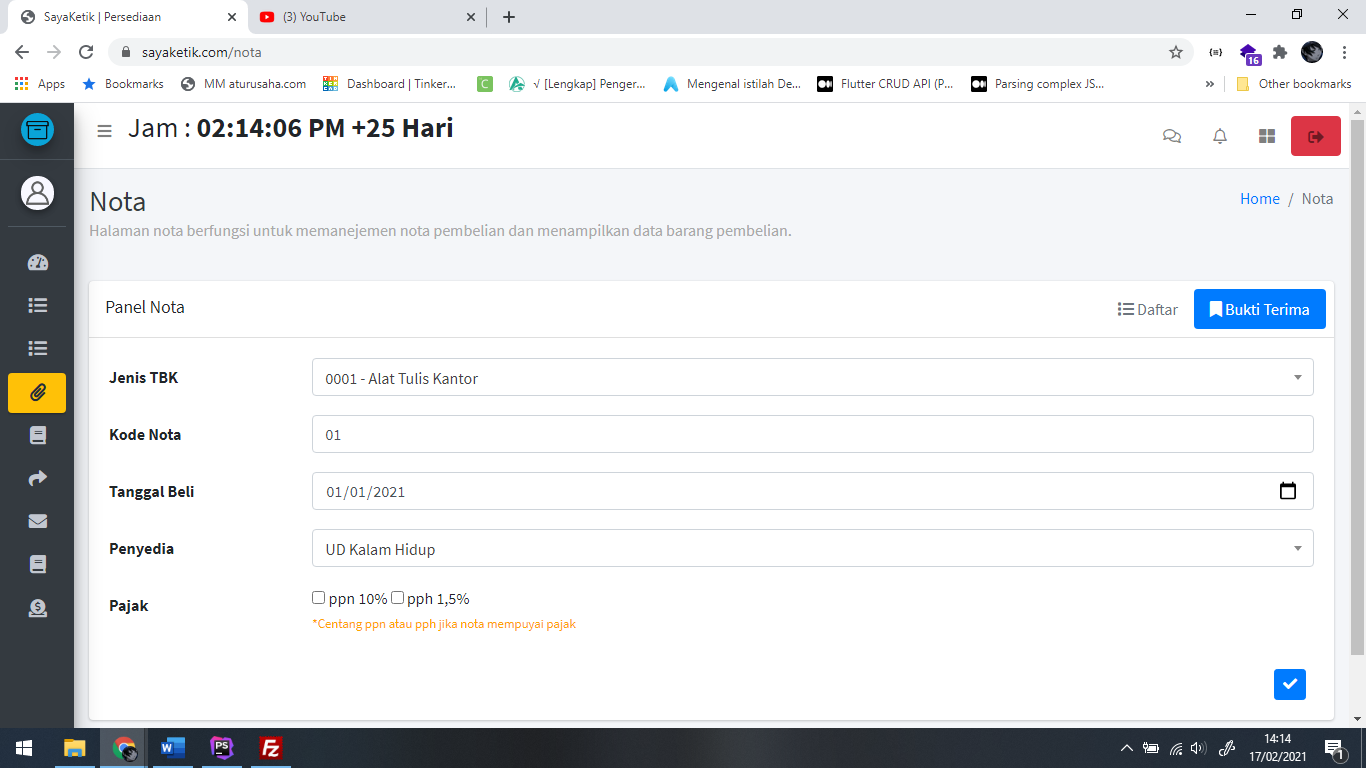 SayaKetik | Persediaan
(3) YouTube
sayaketik.com/nota
16
Apps
Bookmarks
MM aturusaha.com
Dashboard | Tinker...
C
√ [Lengkap] Penger...
Mengenal istilah De...
Flutter CRUD API (P...
Parsing complex JS...
»
Other bookmarks
Jam : 02:14:06 PM +25 Hari
Nota
Home / Nota
Halaman nota berfungsi untuk memanejemen nota pembelian dan menampilkan data barang pembelian.
Panel Nota
Daftar
Bukti Terima
Jenis TBK
0001 - Alat Tulis Kantor
Kode Nota
01
Tanggal Beli
01/01/2021
Penyedia
UD Kalam Hidup
Pajak
ppn 10% pph 1,5%
*Centang ppn atau pph jika nota mempuyai pajak
W
PS
FZ
14:14
17/02/2021
1